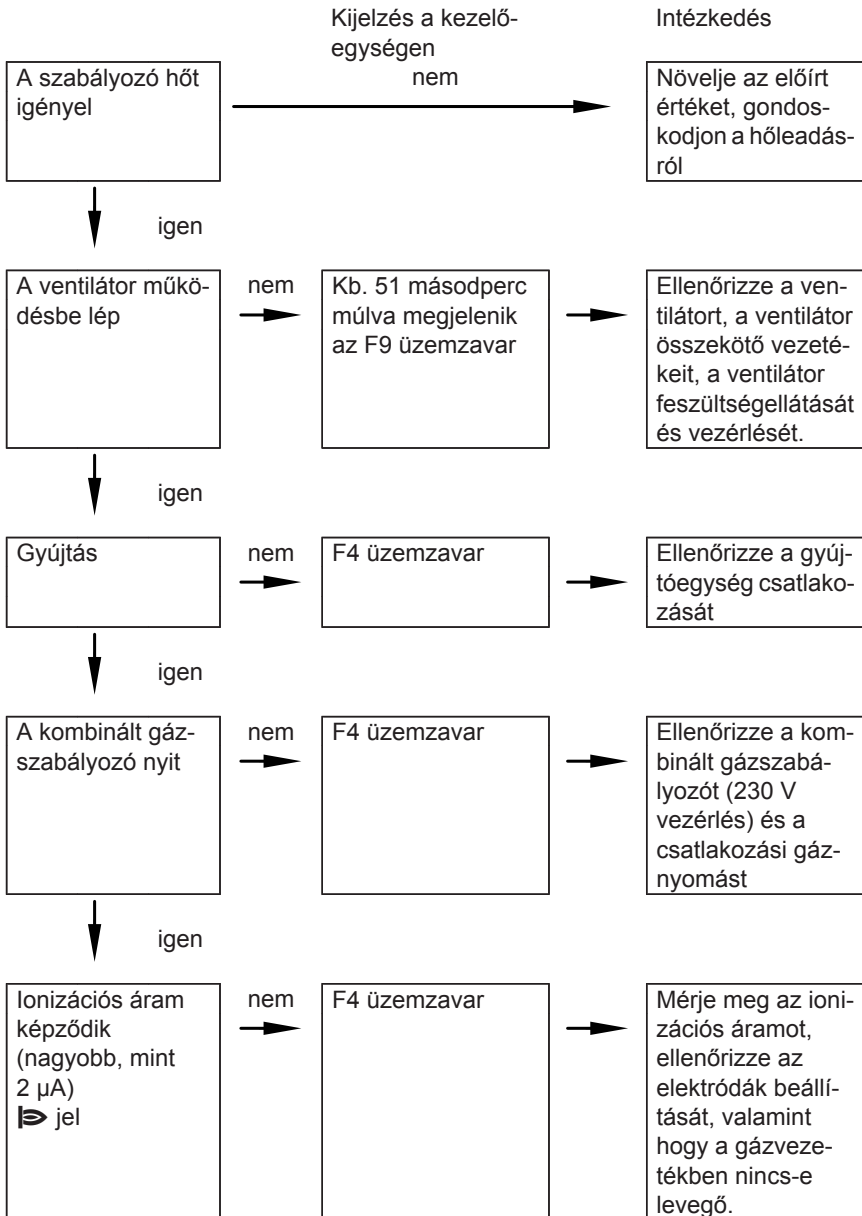 Kijelzés a kezelő-
egységen
Intézkedés
A szabályozó hőt
igényel
nem
Növelje az előírt
értéket, gondos-
kodjon a hőleadás-
ról
igen
A ventilátor műkö-
désbe lép
nem
Kb. 51 másodperc
múlva megjelenik
az F9 üzemzavar
Ellenőrizze a ven-
tilátort, a ventilátor
összekötő vezeté-
keit, a ventilátor
feszültségellátását
és vezérlését.
igen
Gyújtás
nem
F4 üzemzavar
Ellenőrizze a gyúj-
tóegység csatlako-
zását
igen
A kombinált gáz-
szabályozó nyit
nem
F4 üzemzavar
Ellenőrizze a kom-
binált gázszabá-
lyozót (230 V
vezérlés) és a
csatlakozási gáz-
nyomást
igen
Ionizációs áram
képződik
(nagyobb, mint
2 μA)
jel
nem
F4 üzemzavar
Mérje meg az ioni-
zációs áramot,
ellenőrizze az
elektródák beállí-
tását, valamint
hogy a gázveze-
tékben nincs-e
levegő.